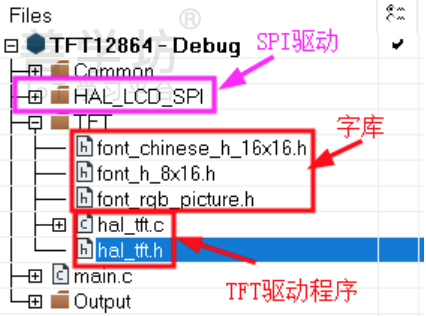 Files
TFT12864 - Debug
SPI驱动
Common
HAL_LCD_SPI
TFT
font_chinese_h_16x16.h
字库
font_h_8x16.h
font_rgb_picture.h
hal_tft.c
hal_tft.h
main.c
TFT驱动程序
Output